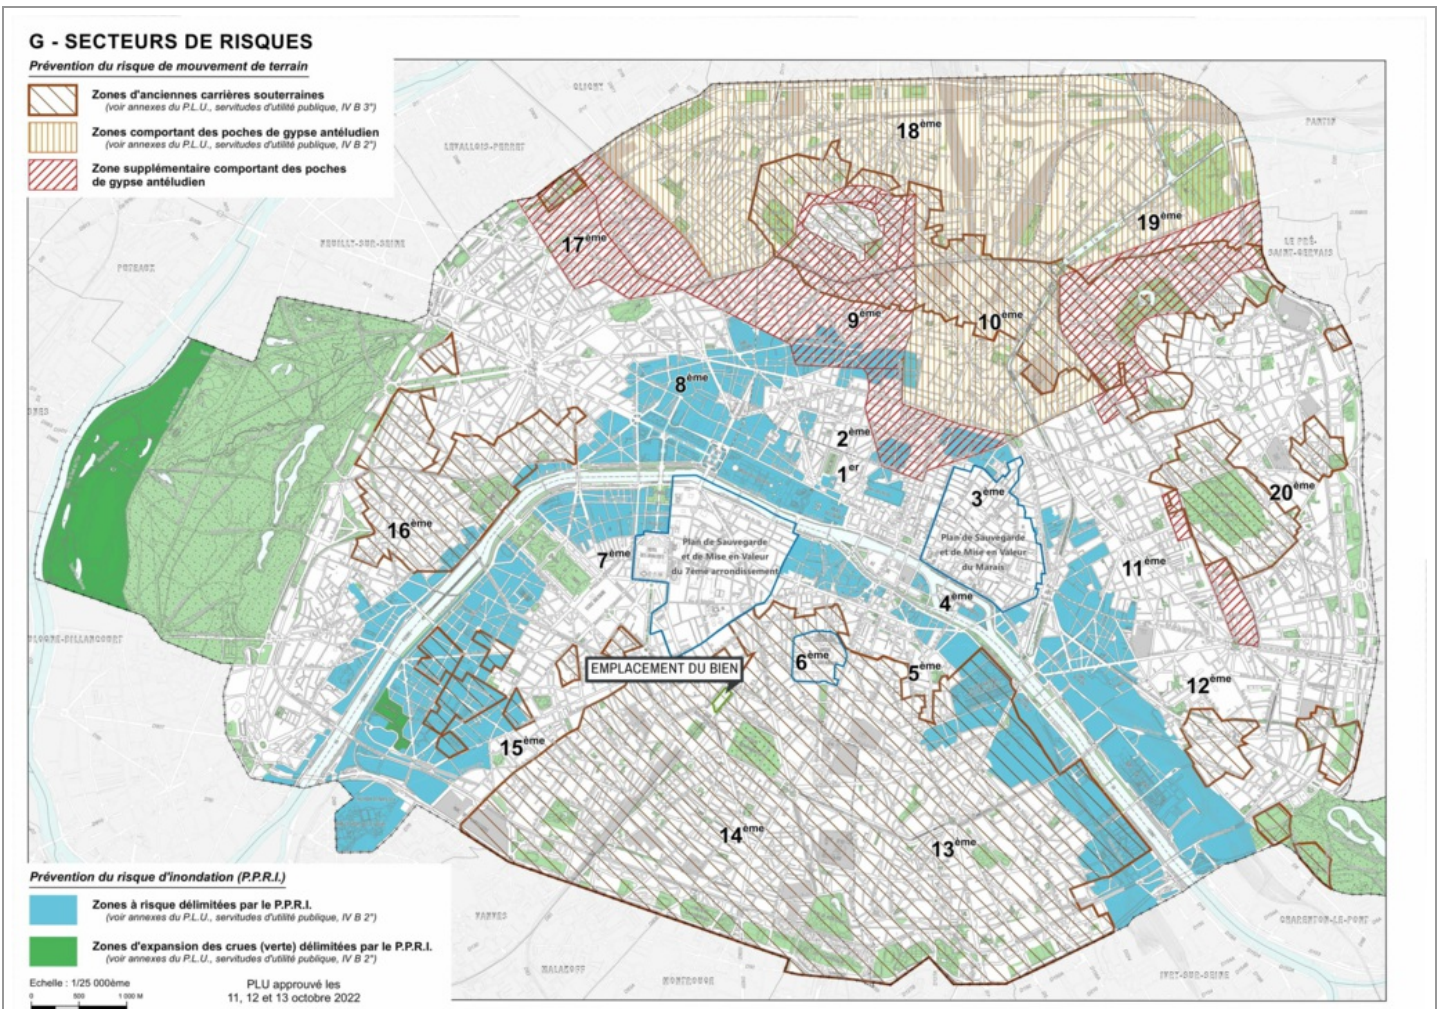 G - SECTEURS DE RISQUES
Prévention du risque de mouvement de terrain
Zones d'anciennes carrières souterraines
(voir annexes du P.L.U., servitudes d'utilité publique, IV B 3°)
Zones comportant des poches de gypse antéludien
(voir annexes du P.L.U., servitudes d'utilité publique, IV B 2°)
Zone supplémentaire comportant des poches
de gypse antéludien
CLICHY
PANTIN
LEVALLOIS-PERRET
NEUILLY-SUR-SEINE
PUTEAUX
LE PRÉ-
SAINT-GERVAIS
18ème
19ème
17ème
9ème
10ème
8ème
2ème
1er
3ème
20ème
16ème
7ème
Plan de Sauvegarde
et de Mise en Valeur
du 7ème arrondissement
Plan de Sauvegarde
et de Mise en Valeur
du Marais
11ème
4ème
EMPLACEMENT DU BIEN
6ème
5ème
12ème
15ème
14ème
13ème
VANVES
MALAKOFF
MONTROUGE
IVRY-SUR-SEINE
CHARENTON-LE-PONT
Prévention du risque d'inondation (P.P.R.I.)
Zones à risque délimitées par le P.P.R.I.
(voir annexes du P.L.U., servitudes d'utilité publique, IV B 2°)
Zones d'expansion des crues (verte) délimitées par le P.P.R.I.
(voir annexes du P.L.U., servitudes d'utilité publique, IV B 2°)
Echelle : 1/25 000ème
0 500 1 000 M
PLU approuvé les
11, 12 et 13 octobre 2022